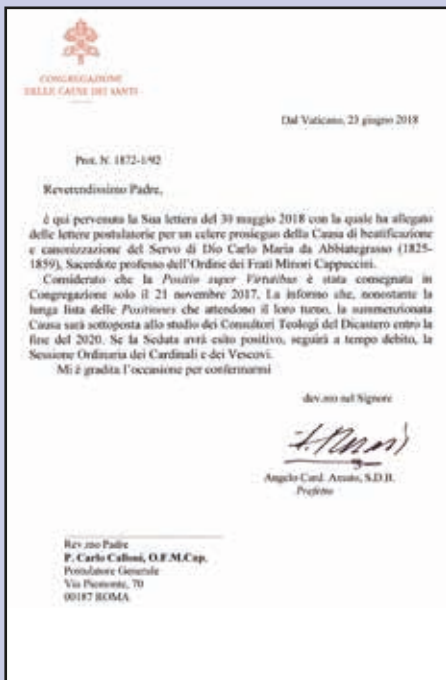 CONGREGAZIONE
DELLE CAUSE DEI SANTI
Dal Vaticano, 23 giugno 2018
Prot. N. 1872-1/92
Reverendissimo Padre,
è qui pervenuta la Sua lettera del 30 maggio 2018 con la quale ha allegato
delle lettere postulatorie per un celere prosieguo della Causa di beatificazione
e canonizzazione del Servo di Dio Carlo Maria da Abbiategrasso (1825-
1859), Sacerdote professo dell'Ordine dei Frati Minori Cappuccini.
Considerato che la Positio super Virtutibus è stata consegnata in
Congregazione solo il 21 novembre 2017, La informo che, nonostante la
lunga lista delle Positiones che attendono il loro turno, la summenzionata
Causa sarà sottoposta allo studio dei Consultori Teologi del Dicastero entro la
fine del 2020. Se la Seduta avrà esito positivo, seguirà a tempo debito, la
Sessione Ordinaria dei Cardinali e dei Vescovi.
Mi è gradita l'occasione per confermarmi
dev.mo nel Signore
Angelo Card. Amato, S.D.B.
Prefetto
Rev.mo Padre
P. Carlo Calloni, O.F.M.Cap.
Postulatore Generale
Via Piemonte, 70
00187 ROMA